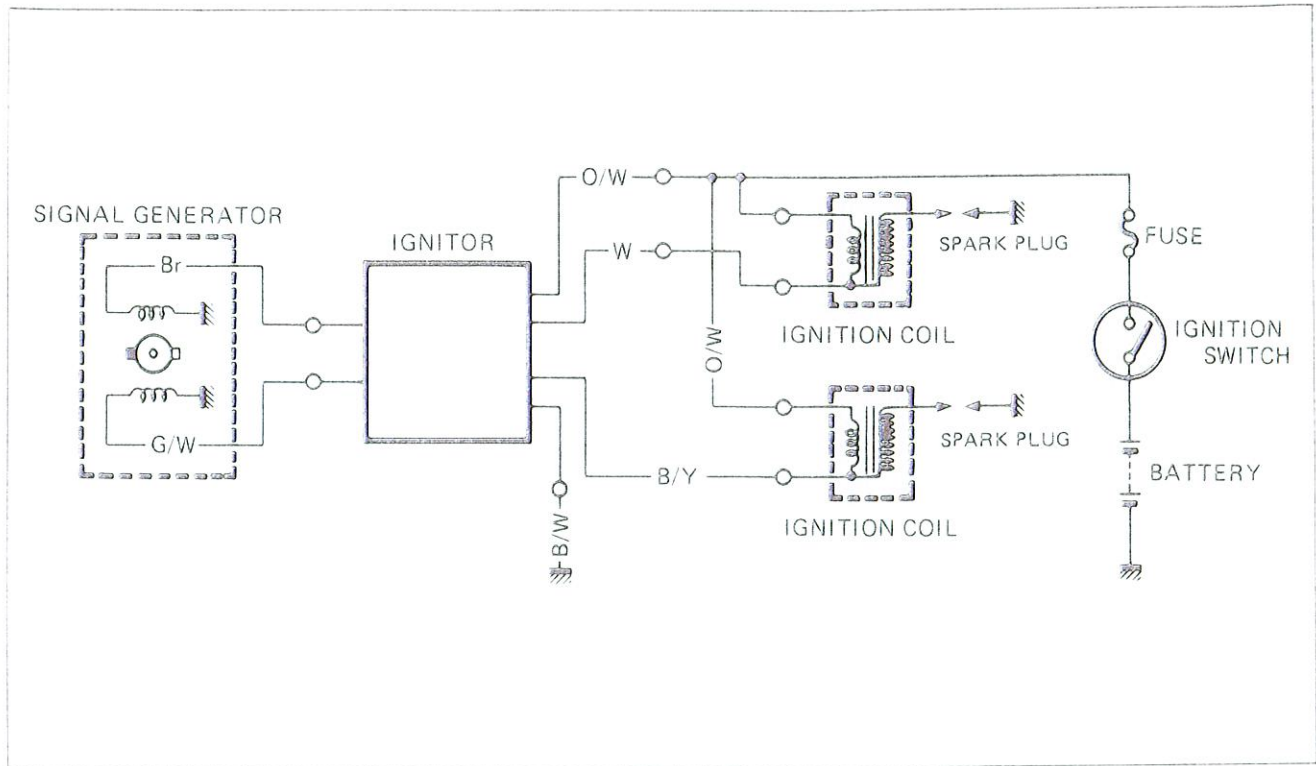 SIGNAL GENERATOR
Br
G/W
IGNITOR
O/W
W
O/W
B/Y
B/W
SPARK PLUG
IGNITION COIL
SPARK PLUG
IGNITION COIL
FUSE
IGNITION
SWITCH
BATTERY